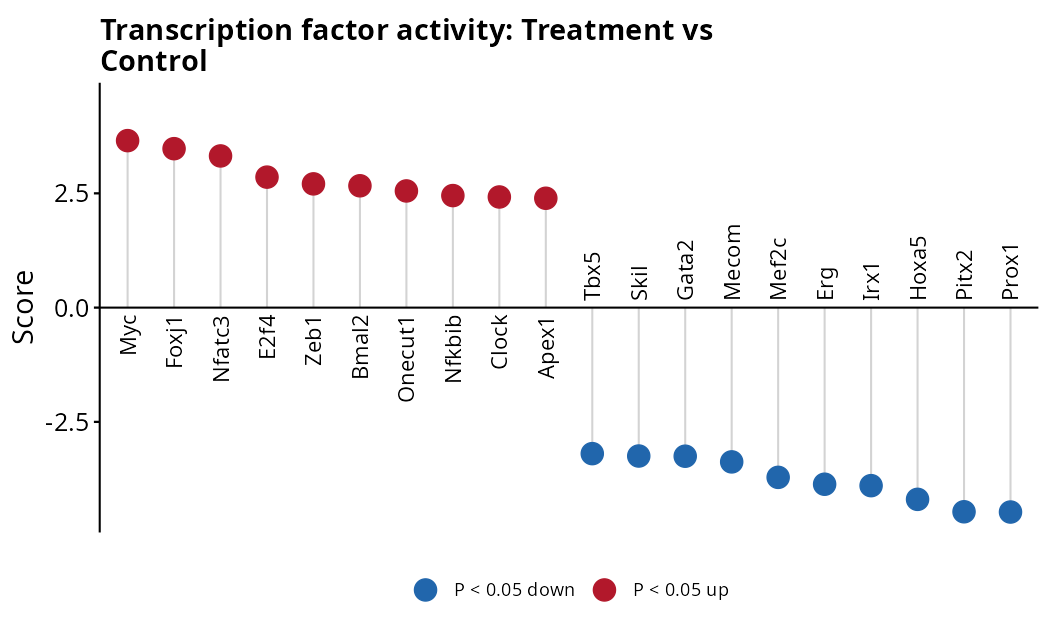 Transcription factor activity: Treatment vs
Control
Score
2.5
0.0
-2.5
Myc
Foxj1
Nfatc3
E2f4
Zeb1
Bmal2
Onecut1
Nfkbib
Clock
Apex1
Tbx5
Skil
Gata2
Mecom
Mef2c
Erg
Irx1
Hoxa5
Pitx2
Prox1
P < 0.05 down
P < 0.05 up